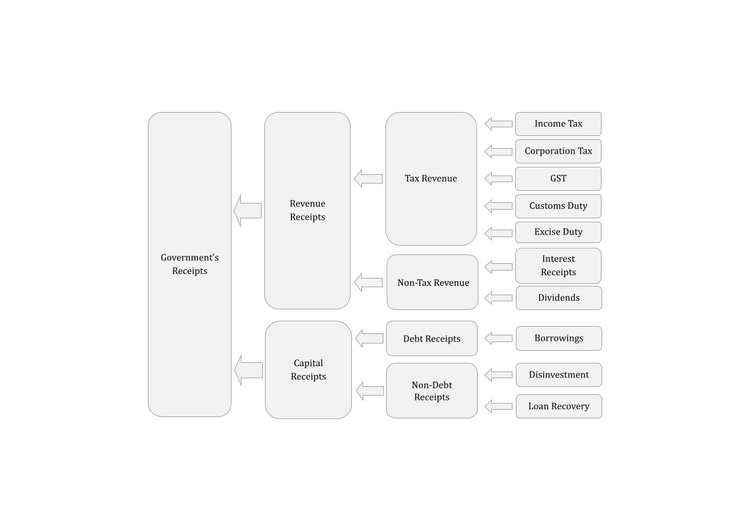 Government's
Receipts
Revenue
Receipts
Capital
Receipts
Tax Revenue
Non-Tax Revenue
Debt Receipts
Non-Debt
Receipts
Income Tax
Corporation Tax
GST
Customs Duty
Excise Duty
Interest
Receipts
Dividends
Borrowings
Disinvestment
Loan Recovery